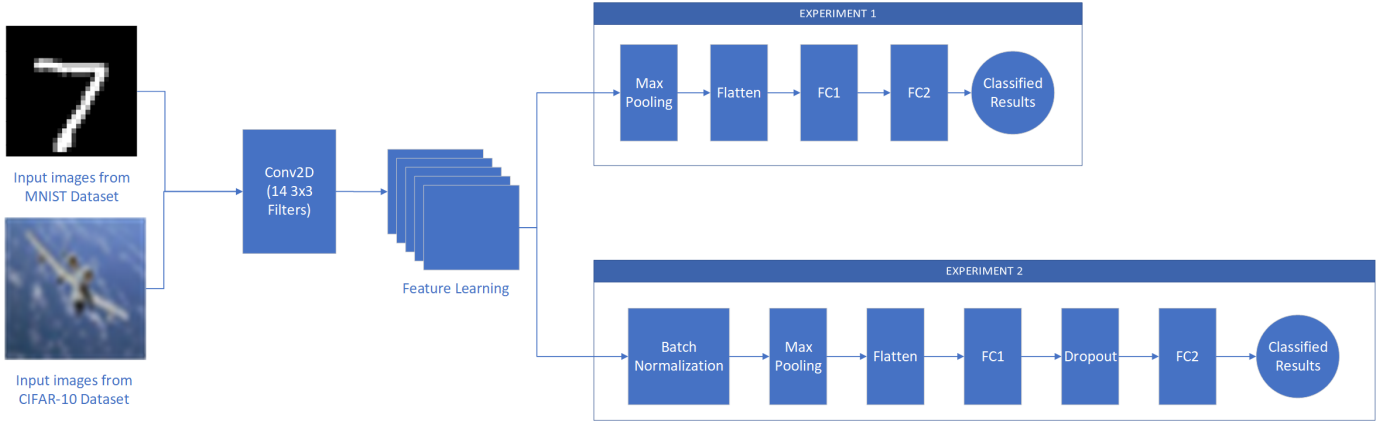 Input images from
MNIST Dataset
Input images from
CIFAR-10 Dataset
Conv2D
(14 3x3
Filters)
Feature Learning
EXPERIMENT 1
Max
Pooling
Flatten
FC1
FC2
Classified
Results
EXPERIMENT 2
Batch
Normalization
Max
Pooling
Flatten
FC1
Dropout
FC2
Classified
Results